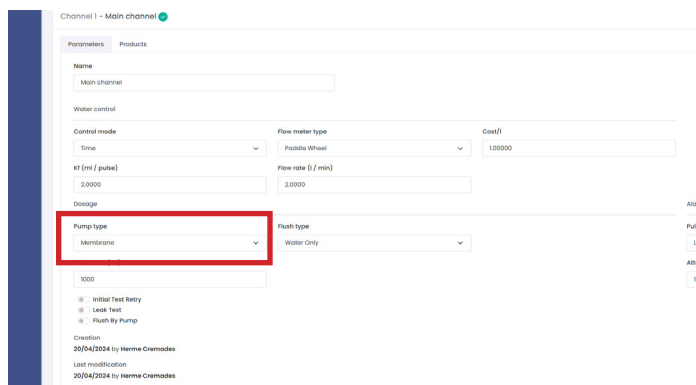 Channel 1 - Main channel
Parameters Products
Name
Main channel
Water control
Control mode Flow meter type Cost/l
Time Paddle Wheel 1.00000
Kf (ml / pulse) Flow rate (l / min)
2.0000 2.0000
Dosage
Pump type Flush type
Membrane Water Only
1000
Initial Test Retry
Leak Test
Flush By Pump
Creation
20/04/2024 by Herme Cremades
Last modification
20/04/2024 by Herme Cremades